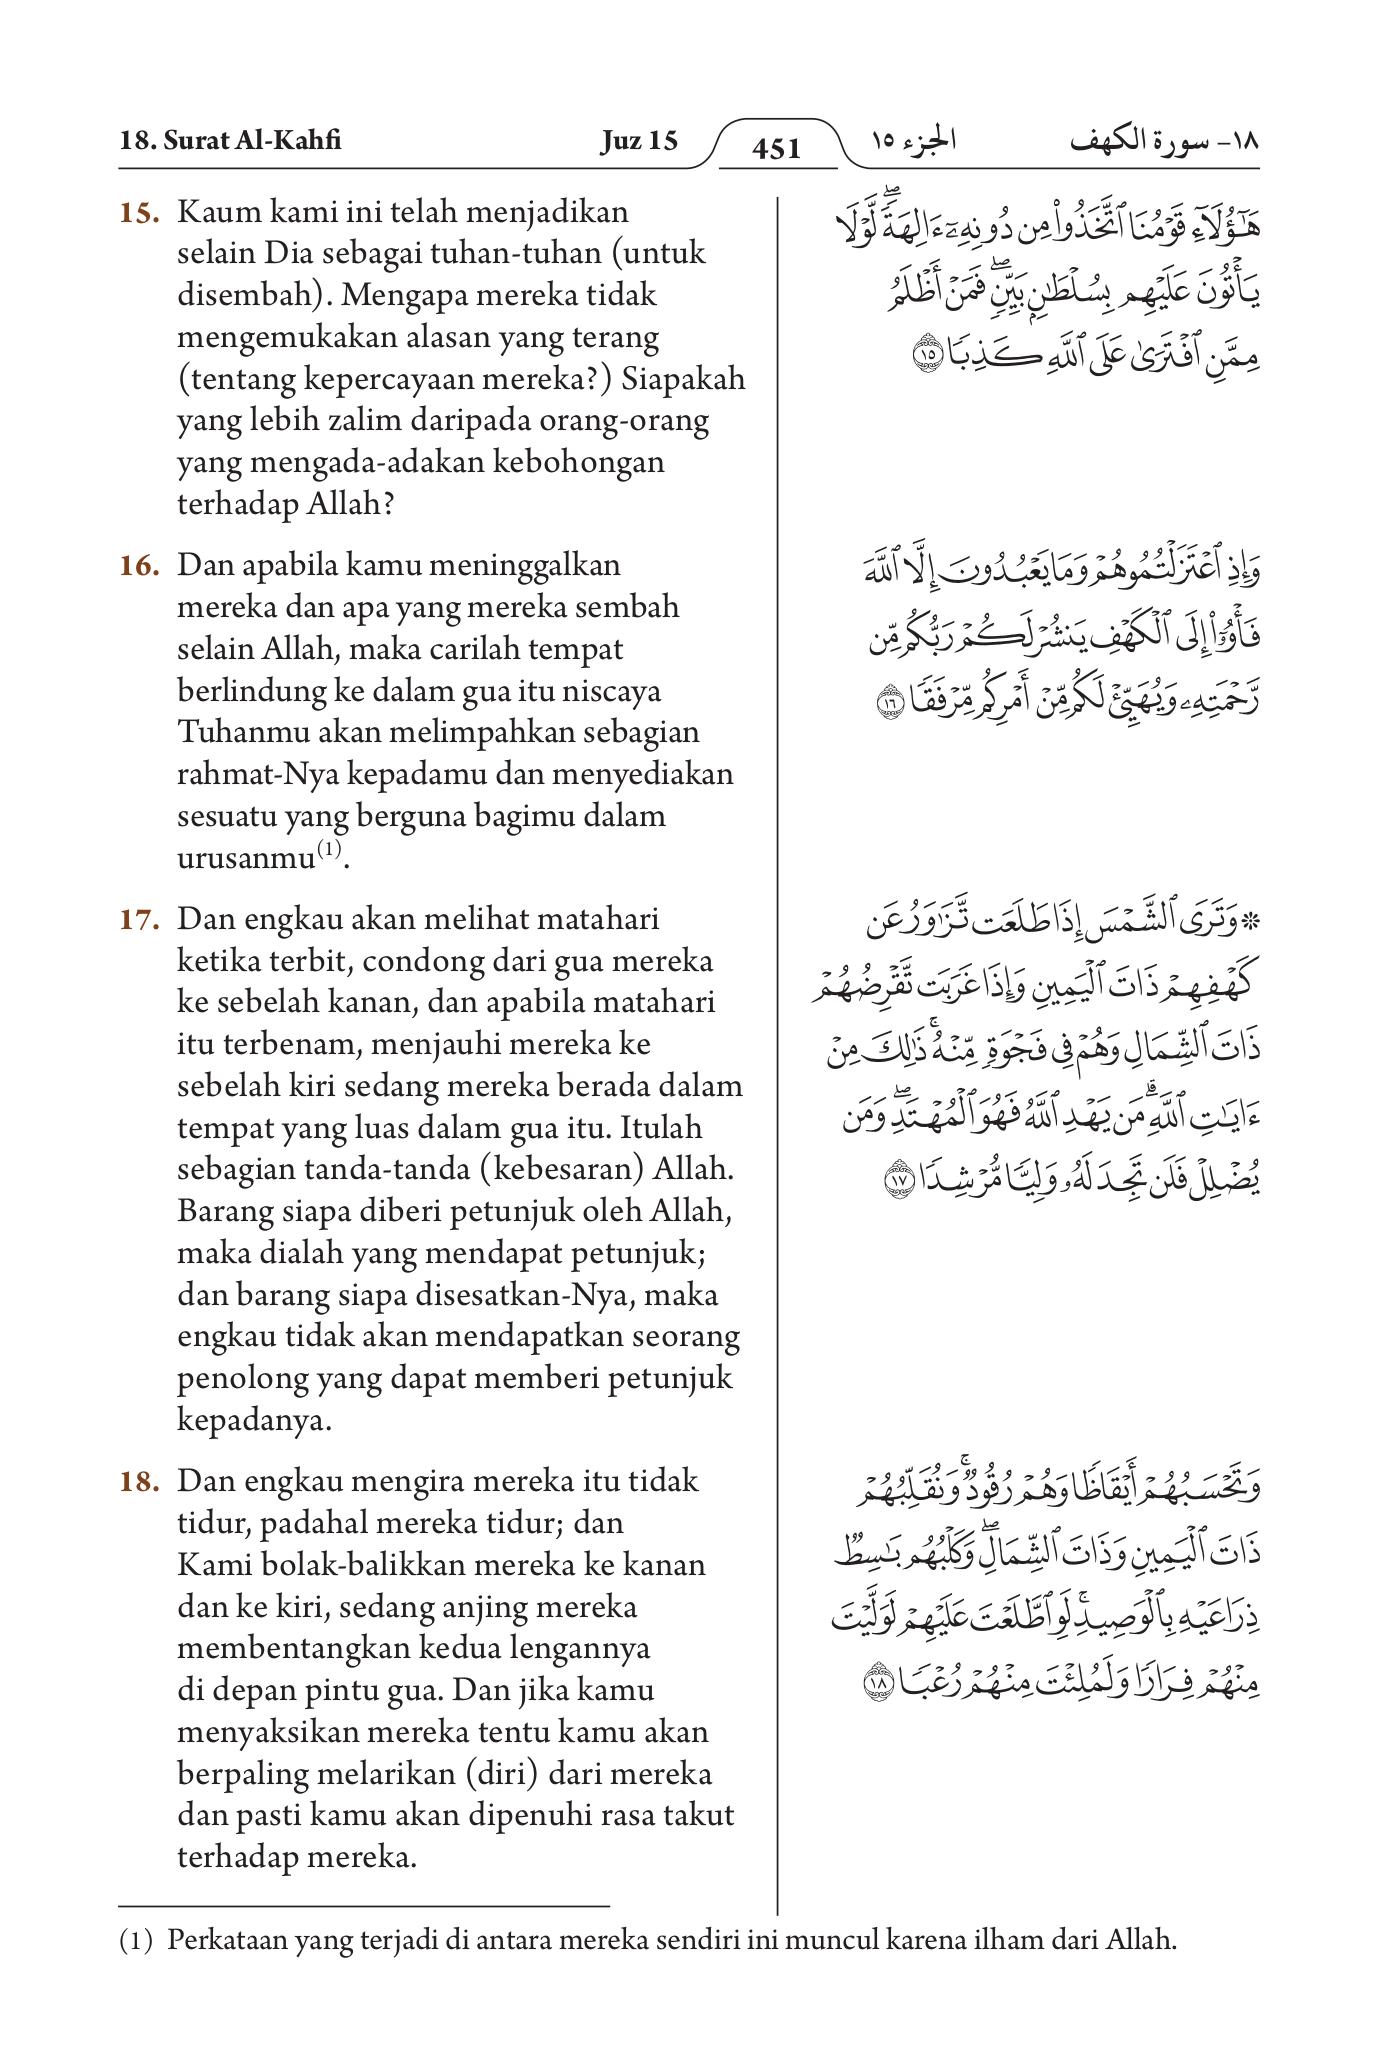 18. Surat Al-Kahfi Juz 15 451 الجزء ١٥ ١٨- سورة الكهف
15. Kaum kami ini telah menjadikan
selain Dia sebagai tuhan-tuhan (untuk
disembah). Mengapa mereka tidak
mengemukakan alasan yang terang
(tentang kepercayaan mereka?) Siapakah
yang lebih zalim daripada orang-orang
yang mengada-adakan kebohongan
terhadap Allah?
هَٰٓؤُلَآءِ قَوْمُنَا ٱتَّخَذُوا۟ مِن دُونِهِۦٓ ءَالِهَةً ۖ لَّوْلَا
يَأْتُونَ عَلَيْهِم بِسُلْطَٰنٍۭ بَيِّنٍ ۖ فَمَنْ أَظْلَمُ
مِمَّنِ ٱفْتَرَىٰ عَلَى ٱللَّهِ كَذِبًا ١٥
16. Dan apabila kamu meninggalkan
mereka dan apa yang mereka sembah
selain Allah, maka carilah tempat
berlindung ke dalam gua itu niscaya
Tuhanmu akan melimpahkan sebagian
rahmat-Nya kepadamu dan menyediakan
sesuatu yang berguna bagimu dalam
urusanmu(1).
وَإِذِ ٱعْتَزَلْتُمُوهُمْ وَمَا يَعْبُدُونَ إِلَّا ٱللَّهَ
فَأْوُۥٓا۟ إِلَى ٱلْكَهْفِ يَنشُرْ لَكُمْ رَبُّكُم مِّن
رَّحْمَتِهِۦ وَيُهَيِّئْ لَكُم مِّنْ أَمْرِكُم مِّرْفَقًا ١٦
17. Dan engkau akan melihat matahari
ketika terbit, condong dari gua mereka
ke sebelah kanan, dan apabila matahari
itu terbenam, menjauhi mereka ke
sebelah kiri sedang mereka berada dalam
tempat yang luas dalam gua itu. Itulah
sebagian tanda-tanda (kebesaran) Allah.
Barang siapa diberi petunjuk oleh Allah,
maka dialah yang mendapat petunjuk;
dan barang siapa disesatkan-Nya, maka
engkau tidak akan mendapatkan seorang
penolong yang dapat memberi petunjuk
kepadanya.
* وَتَرَى ٱلشَّمْسَ إِذَا طَلَعَت تَّزَٰوَرُ عَن
كَهْفِهِمْ ذَاتَ ٱلْيَمِينِ وَإِذَا غَرَبَت تَّقْرِضُهُمْ
ذَاتَ ٱلشِّمَالِ وَهُمْ فِى فَجْوَةٍ مِّنْهُ ۚ ذَٰلِكَ مِنْ
ءَايَٰتِ ٱللَّهِ ۗ مَن يَهْدِ ٱللَّهُ فَهُوَ ٱلْمُهْتَدِ ۖ وَمَن
يُضْلِلْ فَلَن تَجِدَ لَهُۥ وَلِيًّا مُّرْشِدًا ١٧
18. Dan engkau mengira mereka itu tidak
tidur, padahal mereka tidur; dan
Kami bolak-balikkan mereka ke kanan
dan ke kiri, sedang anjing mereka
membentangkan kedua lengannya
di depan pintu gua. Dan jika kamu
menyaksikan mereka tentu kamu akan
berpaling melarikan (diri) dari mereka
dan pasti kamu akan dipenuhi rasa takut
terhadap mereka.
وَتَحْسَبُهُمْ أَيْقَاظًا وَهُمْ رُقُودٌ ۚ وَنُقَلِّبُهُمْ
ذَاتَ ٱلْيَمِينِ وَذَاتَ ٱلشِّمَالِ ۖ وَكَلْبُهُم بَٰسِطٌ
ذِرَاعَيْهِ بِٱلْوَصِيدِ ۚ لَوِ ٱطَّلَعْتَ عَلَيْهِمْ لَوَلَّيْتَ
مِنْهُمْ فِرَارًا وَلَمُلِئْتَ مِنْهُمْ رُعْبًا ١٨
(1) Perkataan yang terjadi di antara mereka sendiri ini muncul karena ilham dari Allah.